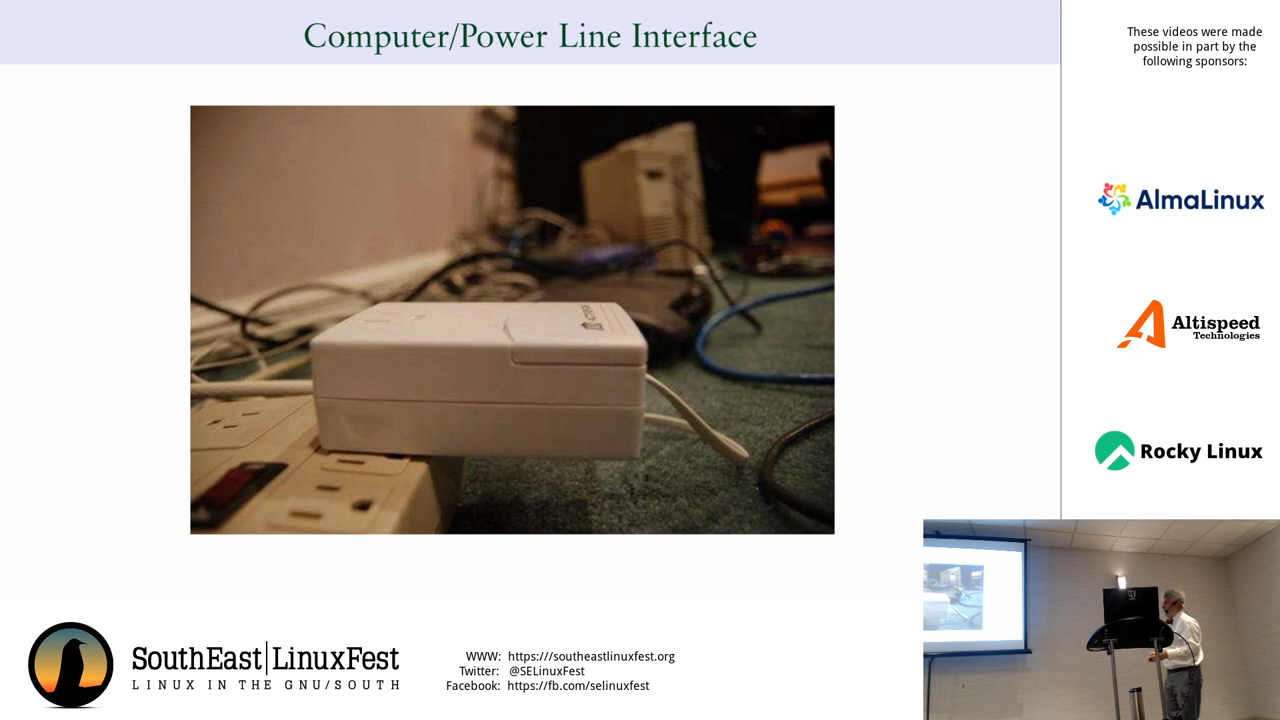 Computer/Power Line Interface
These videos were made
possible in part by the
following sponsors:
AlmaLinux
Altispeed
Technologies
Rocky Linux
SouthEast LinuxFest
LINUX IN THE GNU/SOUTH
WWW: https:///southeastlinuxfest.org
Twitter: @SELinuxFest
Facebook: https://fb.com/selinuxfest